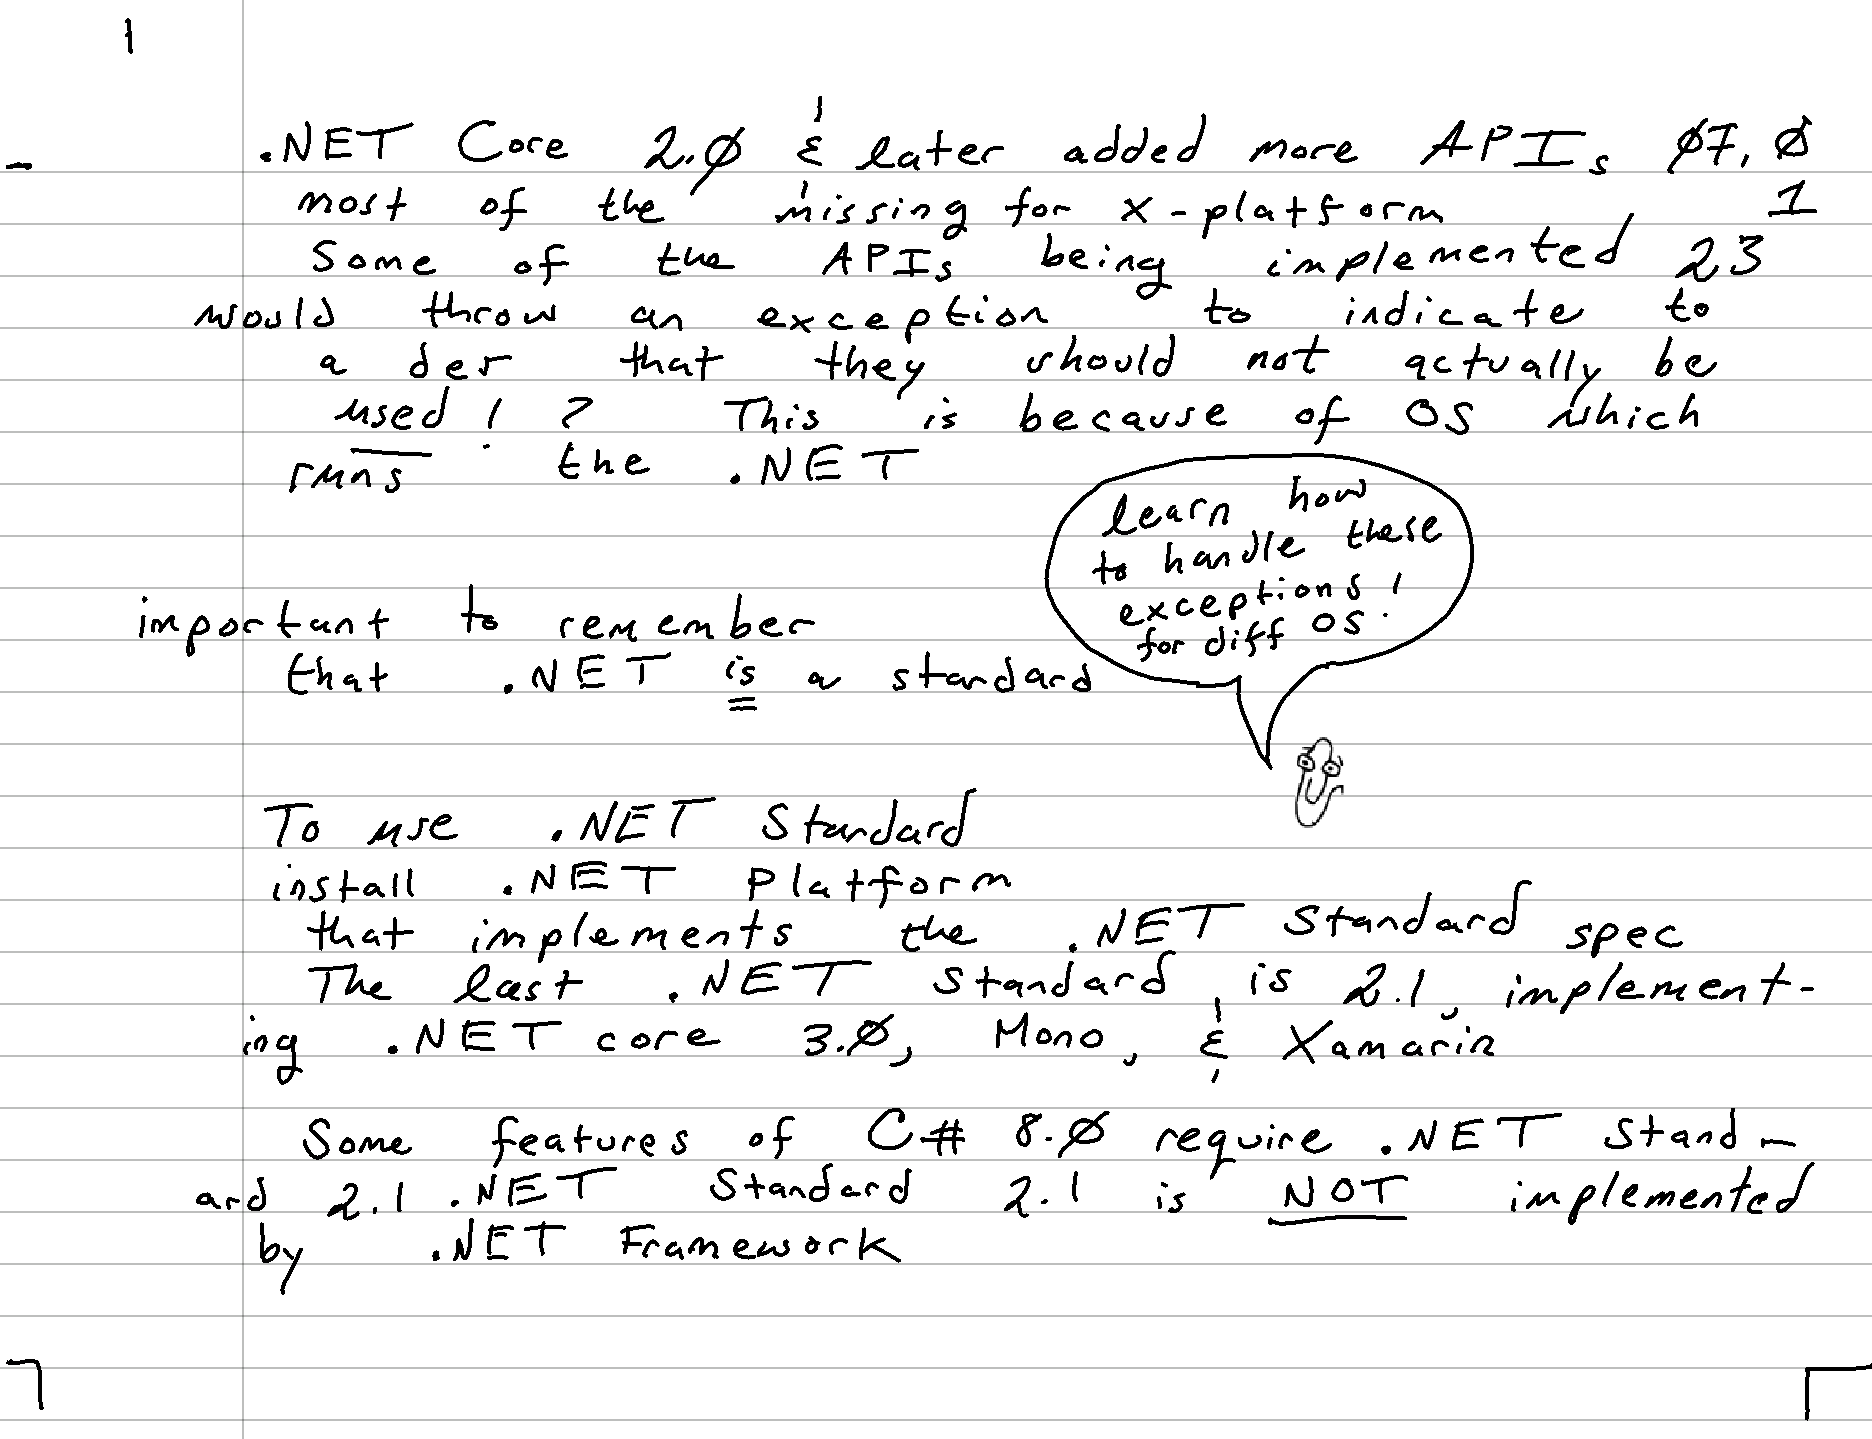 1
.NET Core 2.0 & later added more APIs 07, 0
most of the missing for x-platform 1
Some of the APIs being implemented 23
would throw an exception to indicate to
a der that they should not actually be
used ! ? This is because of OS which
runs the .NET
learn how
to handle these
exceptions!
for diff OS
important to remember
that .NET is a standard
To use .NET Standard
install .NET Platform
that implements the .NET Standard spec
The last .NET Standard is 2.1, implement-
ing .NET core 3.0, Mono, & Xamarin
Some features of C# 8.0 require .NET Stand-
ard 2.1 .NET Standard 2.1 is NOT implemented
by .NET Framework